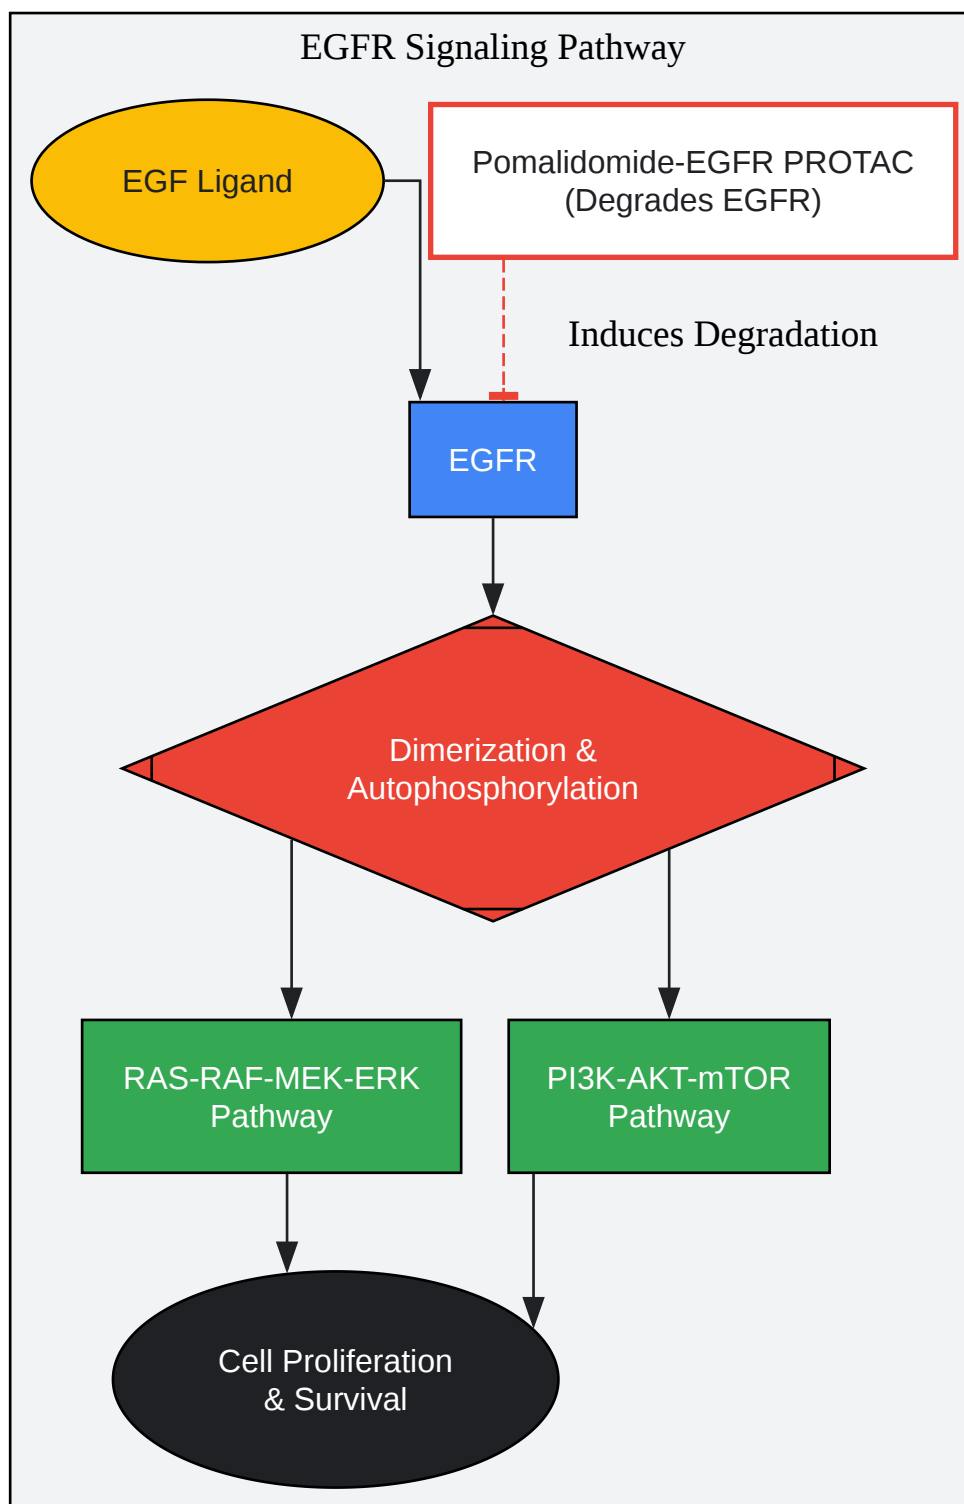 EGFR Signaling Pathway
EGF Ligand
Pomalidomide-EGFR PROTAC
(Degrades EGFR)
Induces Degradation
EGFR
Dimerization &
Autophosphorylation
RAS-RAF-MEK-ERK
Pathway
PI3K-AKT-mTOR
Pathway
Cell Proliferation
& Survival